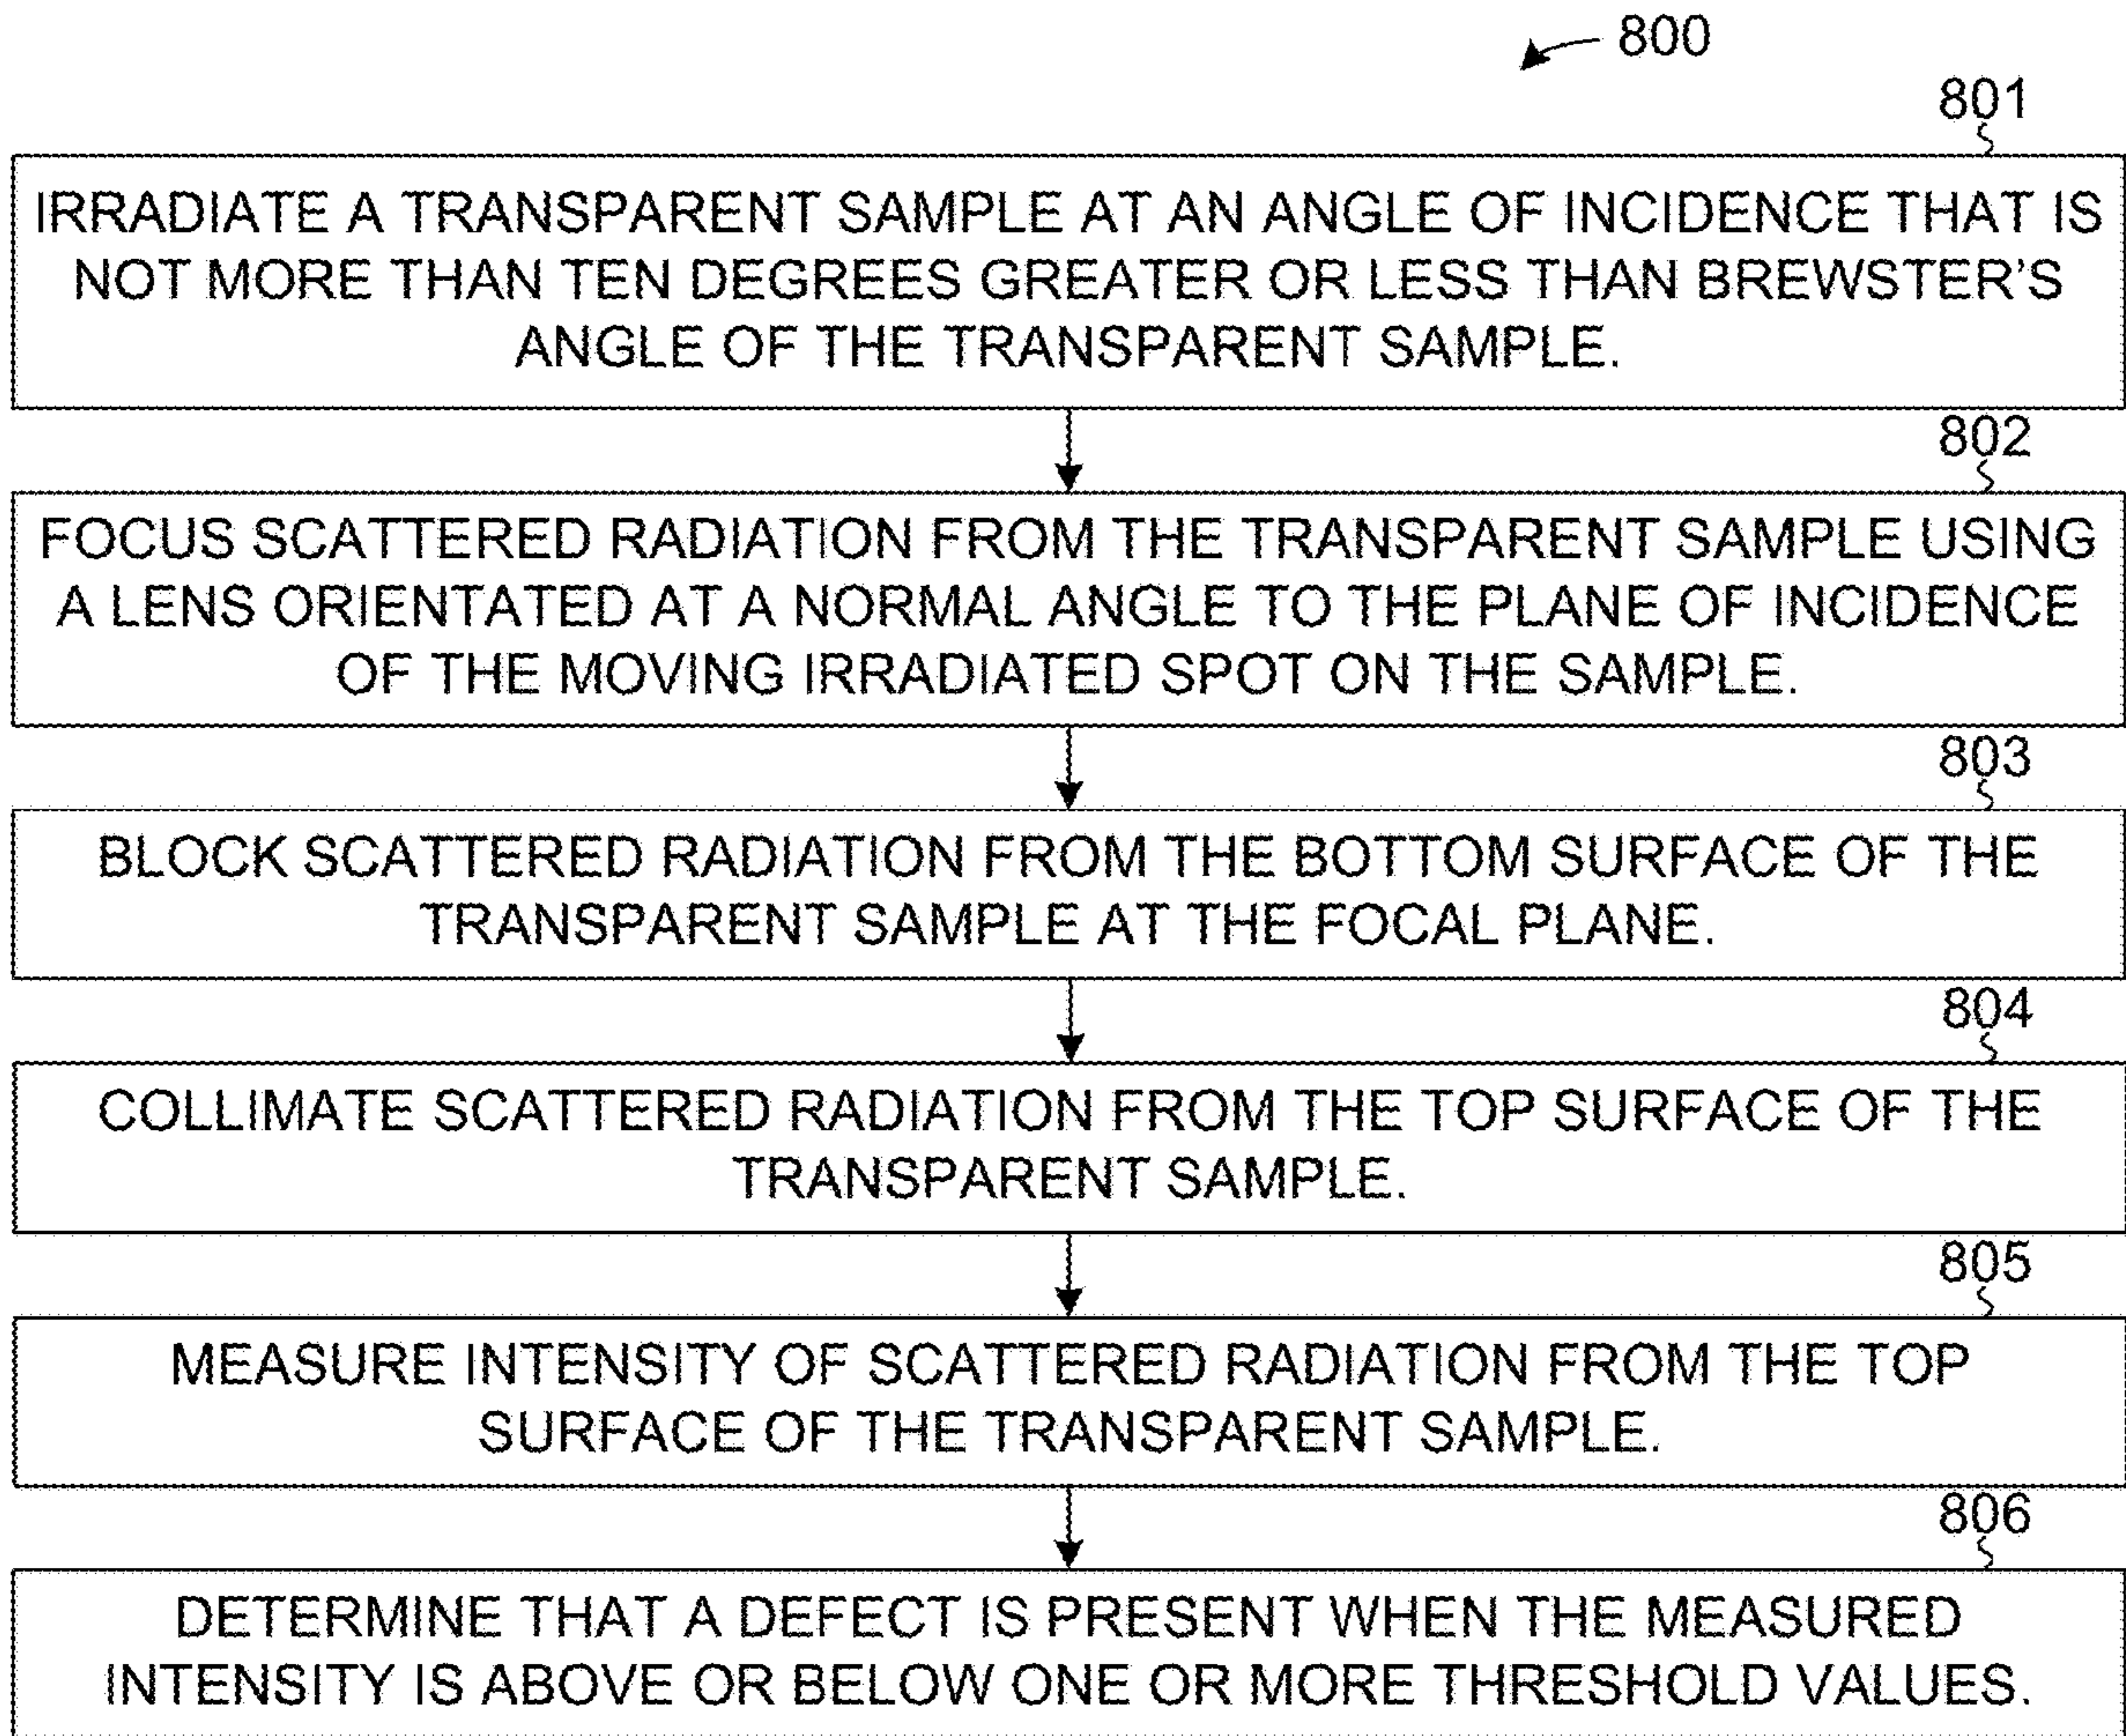 800
801
IRRADIATE A TRANSPARENT SAMPLE AT AN ANGLE OF INCIDENCE THAT IS
NOT MORE THAN TEN DEGREES GREATER OR LESS THAN BREWSTER'S
ANGLE OF THE TRANSPARENT SAMPLE.
802
FOCUS SCATTERED RADIATION FROM THE TRANSPARENT SAMPLE USING
A LENS ORIENTATED AT A NORMAL ANGLE TO THE PLANE OF INCIDENCE
OF THE MOVING IRRADIATED SPOT ON THE SAMPLE.
803
BLOCK SCATTERED RADIATION FROM THE BOTTOM SURFACE OF THE
TRANSPARENT SAMPLE AT THE FOCAL PLANE.
804
COLLIMATE SCATTERED RADIATION FROM THE TOP SURFACE OF THE
TRANSPARENT SAMPLE.
805
MEASURE INTENSITY OF SCATTERED RADIATION FROM THE TOP
SURFACE OF THE TRANSPARENT SAMPLE.
806
DETERMINE THAT A DEFECT IS PRESENT WHEN THE MEASURED
INTENSITY IS ABOVE OR BELOW ONE OR MORE THRESHOLD VALUES.